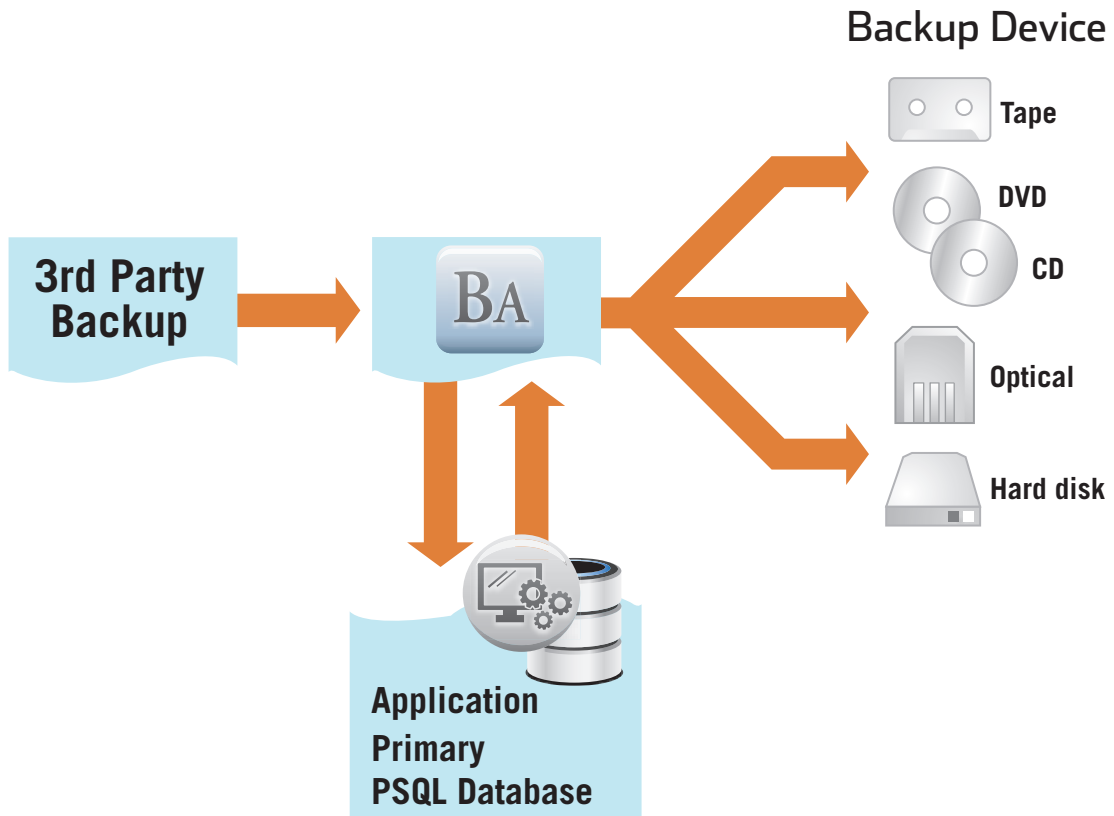 Backup Device
Tape
DVD
CD
Optical
Hard disk
3rd Party
Backup
BA
Application
Primary
PSQL Database